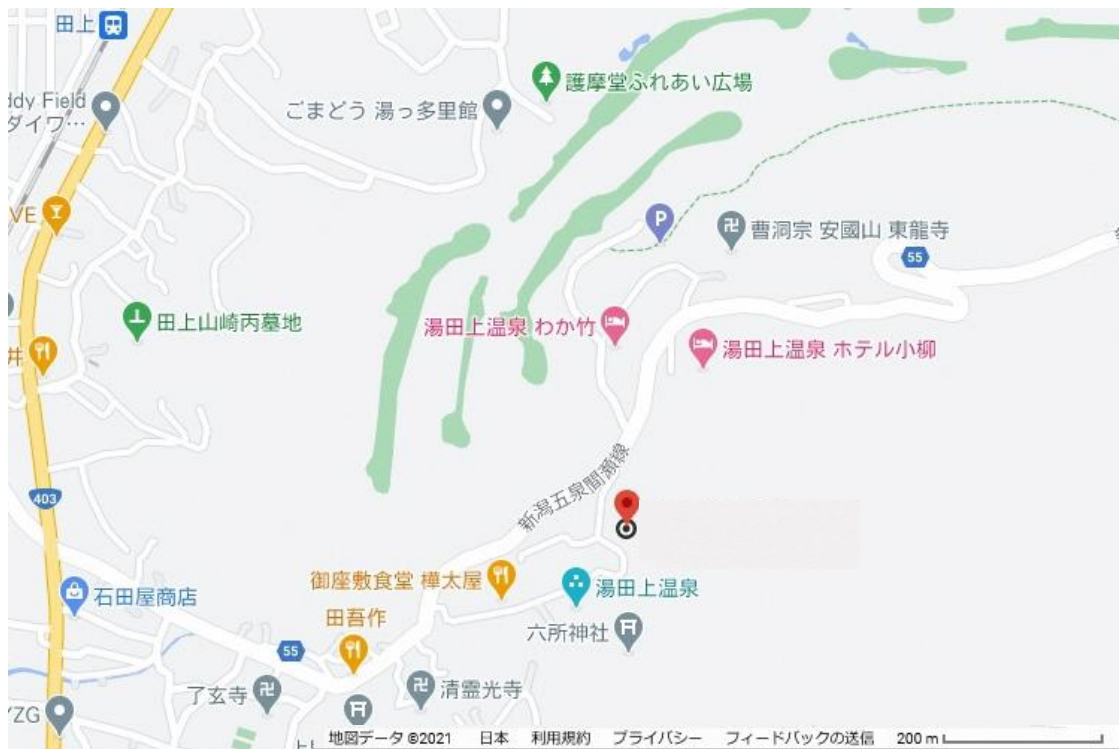 田上
ddy Field
ダイワ…
護摩堂ふれあい広場
ごまどう 湯っ多里館
VE
P
曹洞宗 安國山 東龍寺
55
田上山崎丙墓地
湯田上温泉 わか竹
湯田上温泉 ホテル小柳
井
403
新潟五泉間瀬線
御座敷食堂 樺太屋
湯田上温泉
石田屋商店
田吾作
六所神社
55
了玄寺
清霊光寺
YZG
地図データ ©2021 日本 利用規約 プライバシー フィードバックの送信 200 m